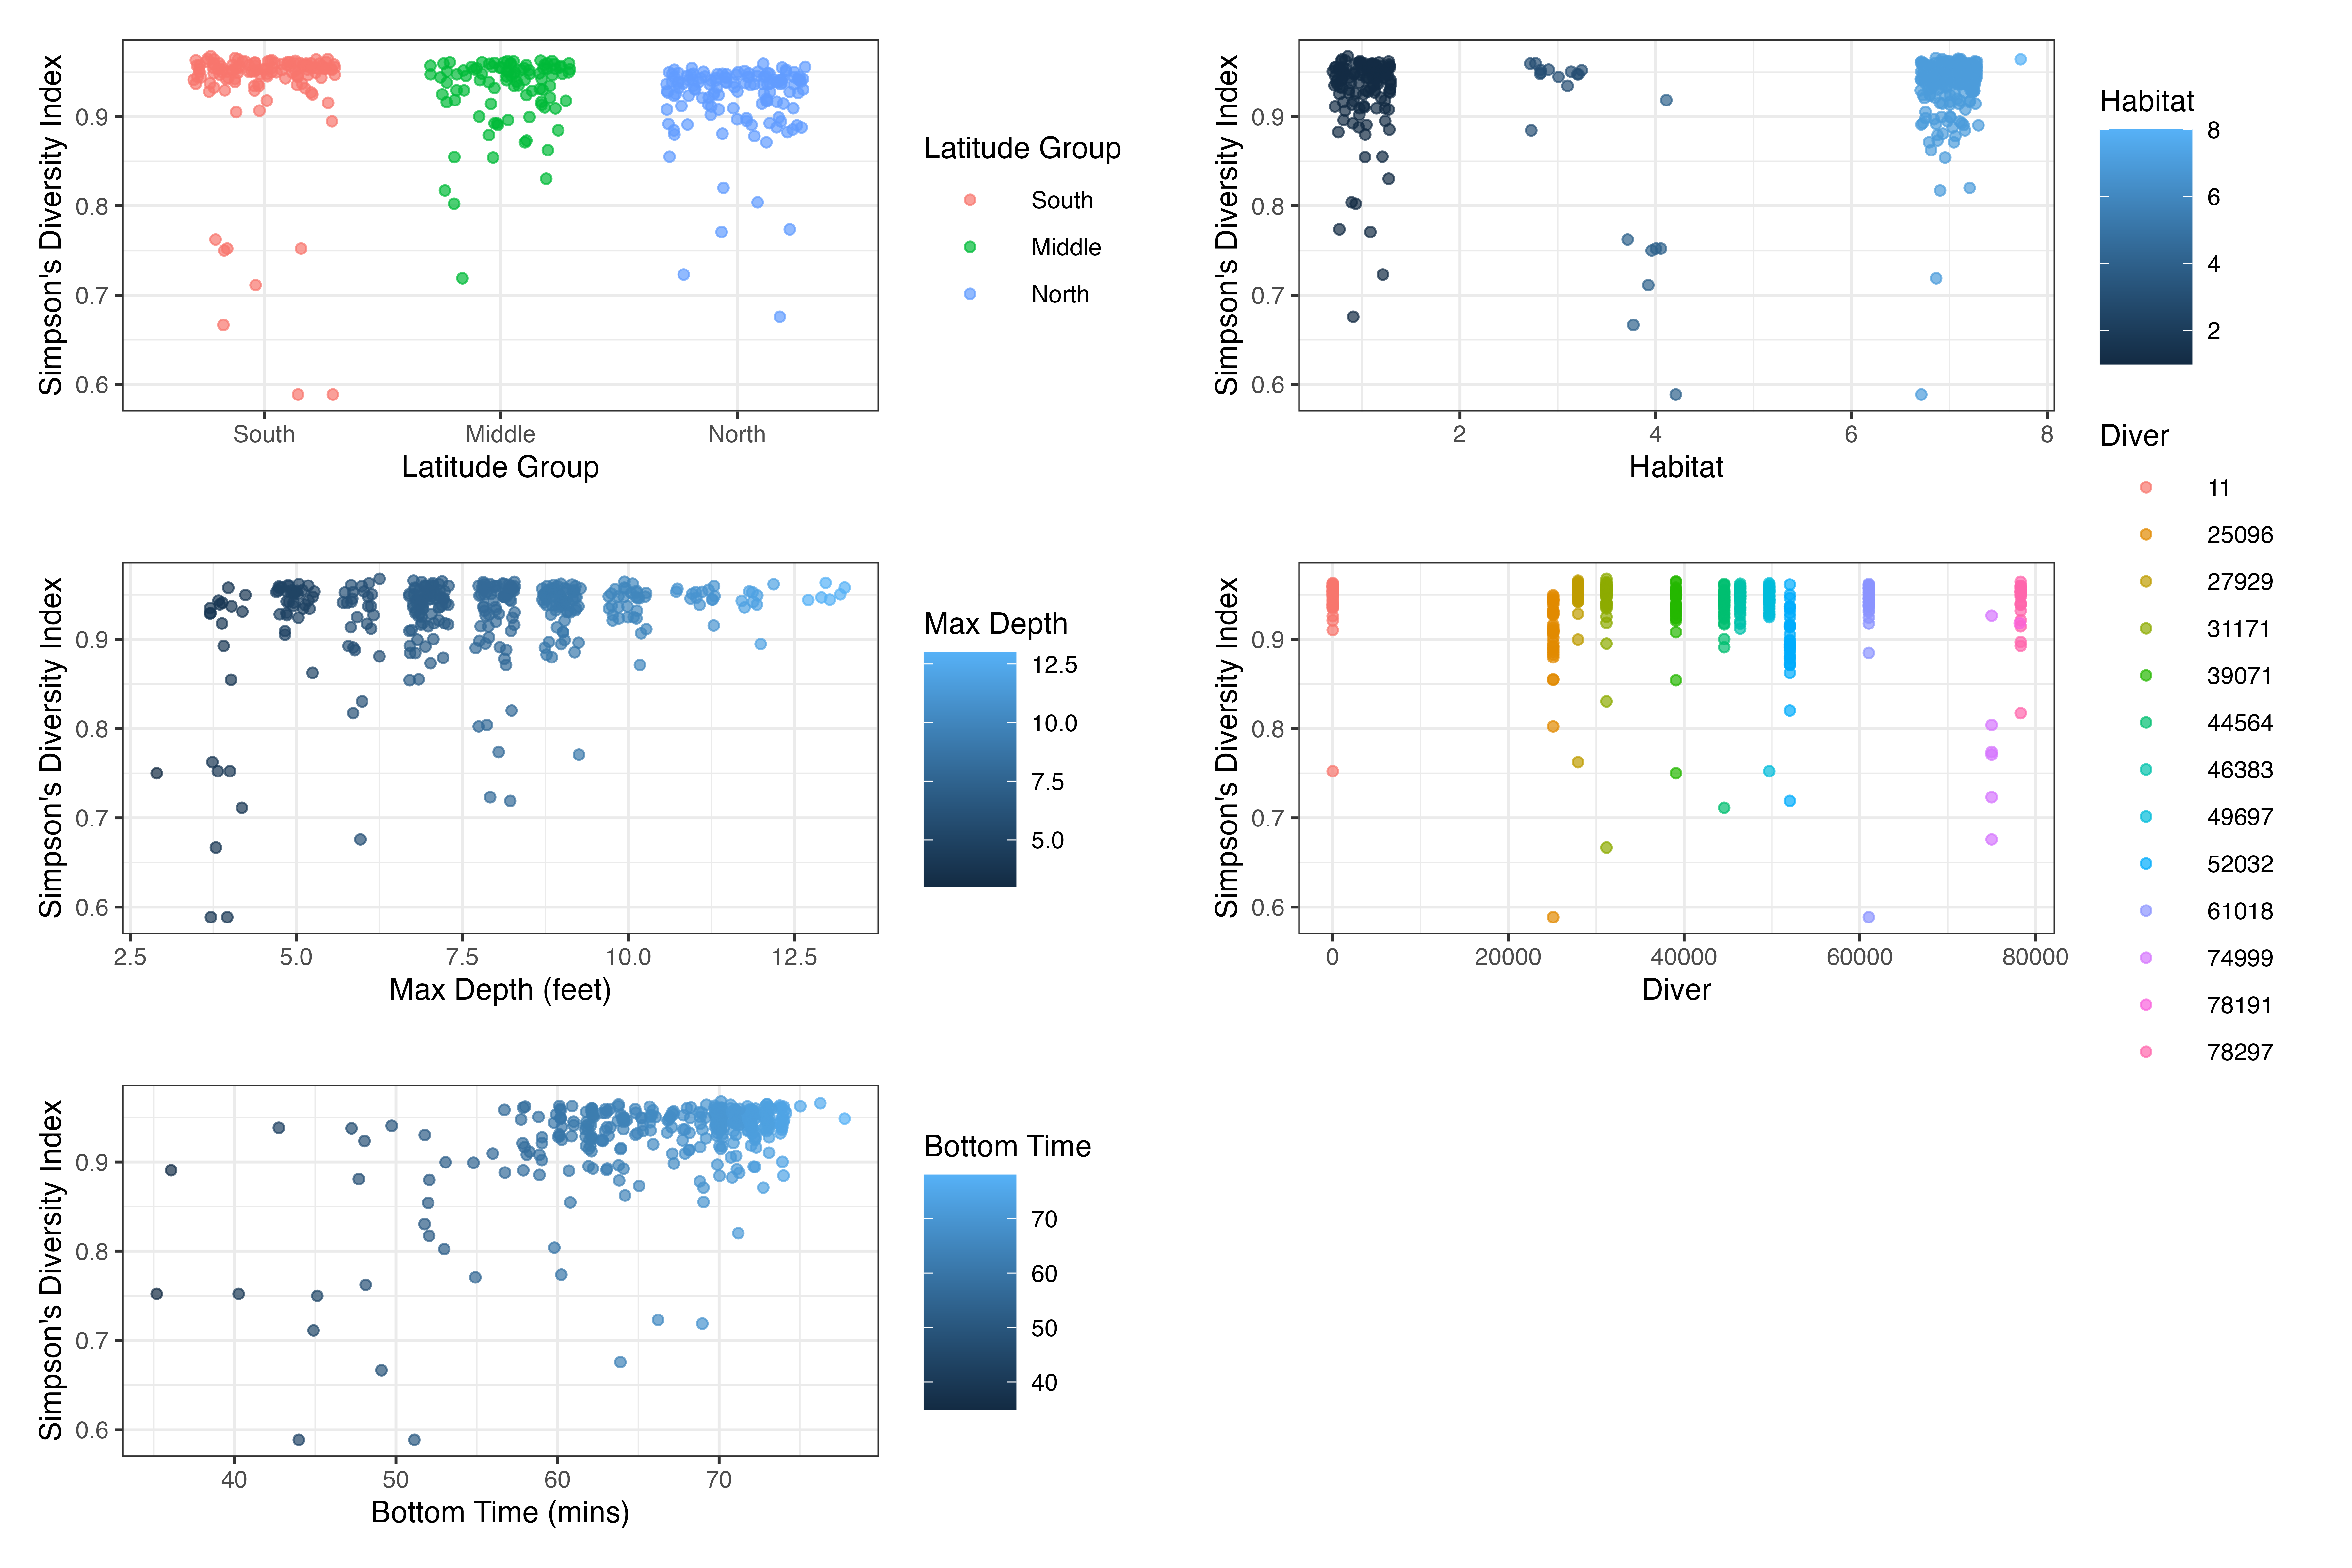 Simpson's Diversity Index
0.9
0.8
0.7
0.6
South Middle North
Latitude Group
Latitude Group
South
Middle
North
Simpson's Diversity Index
0.9
0.8
0.7
0.6
2 4 6 8
Habitat
Habitat
8
6
4
2
Simpson's Diversity Index
0.9
0.8
0.7
0.6
2.5 5.0 7.5 10.0 12.5
Max Depth (feet)
Max Depth
12.5
10.0
7.5
5.0
Simpson's Diversity Index
0.9
0.8
0.7
0.6
0 20000 40000 60000 80000
Diver
Diver
11
25096
27929
31171
39071
44564
46383
49697
52032
61018
74999
78191
78297
Simpson's Diversity Index
0.9
0.8
0.7
0.6
40 50 60 70
Bottom Time (mins)
Bottom Time
70
60
50
40